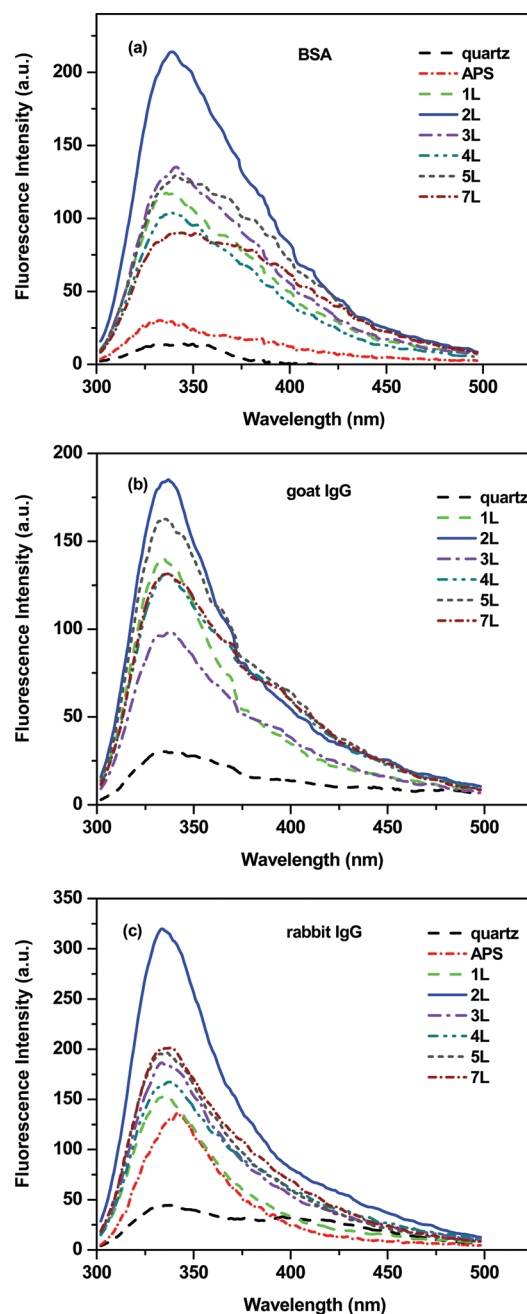 (a)
BSA
quartz
APS
1L
2L
3L
4L
5L
7L
200
150
100
50
0
300
350
400
450
500
Fluorescence Intensity (a.u.)
Wavelength (nm)
(b)
goat IgG
quartz
1L
2L
3L
4L
5L
7L
200
150
100
50
0
300
350
400
450
500
Fluorescence Intensity (a.u.)
Wavelength (nm)
(c)
rabbit IgG
quartz
APS
1L
2L
3L
4L
5L
7L
350
300
250
200
150
100
50
0
300
350
400
450
500
Fluorescence Intensity (a.u.)
Wavelength (nm)